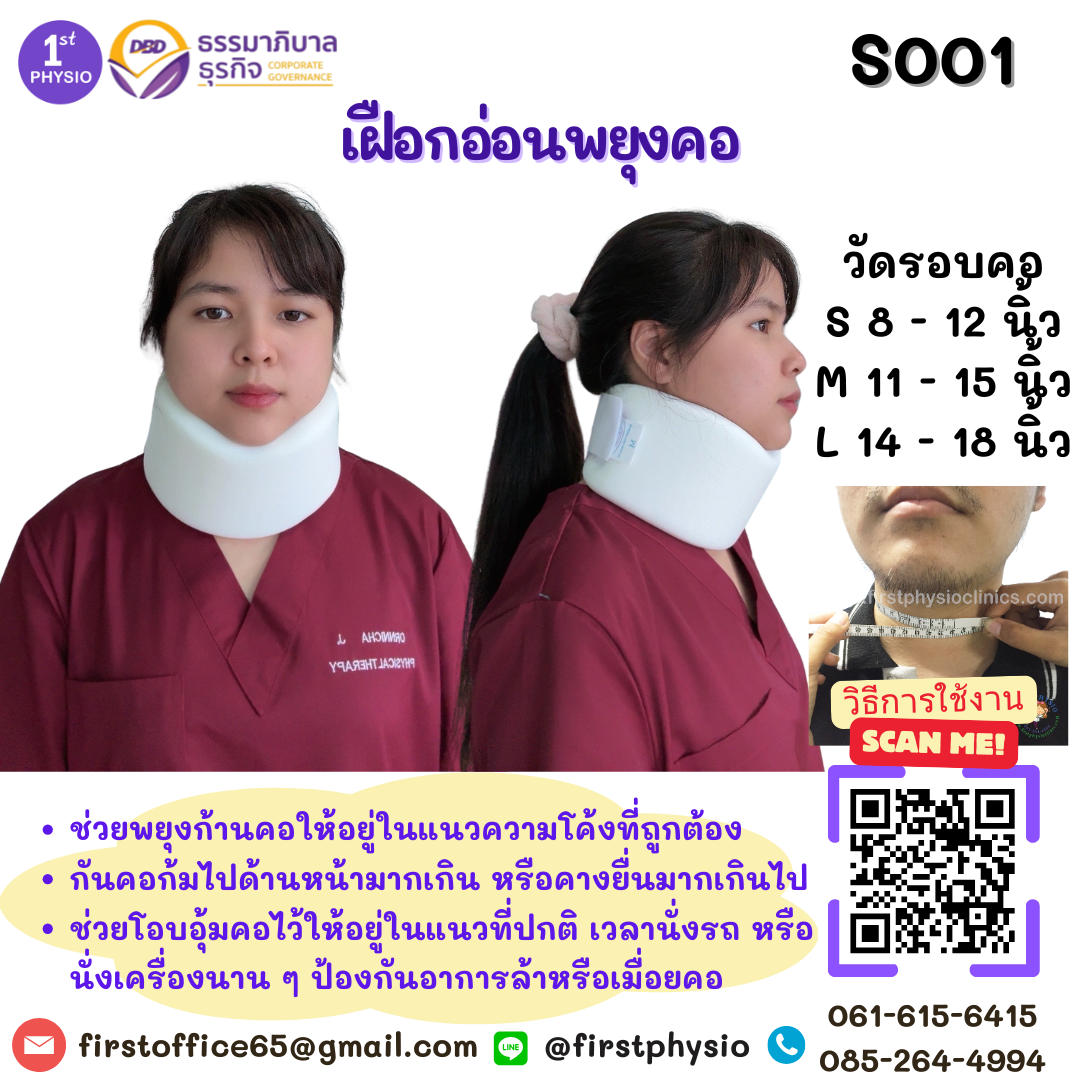 1st
PHYSIO
DBD
ธรรมาภิบาล
ธุรกิจ CORPORATE
GOVERNANCE
S001
เฝือกอ่อนพยุงคอ
วัดรอบคอ
S 8 - 12 นิ้ว
M 11 - 15 นิ้ว
L 14 - 18 นิ้ว
M
ORNNICHA J.
PHYSICAL THERAPY
firstphysioclinics.com
วิธีการใช้งาน
SCAN ME!
• ช่วยพยุงก้านคอให้อยู่ในแนวความโค้งที่ถูกต้อง
• กันคอก้มไปด้านหน้ามากเกิน หรือคางยื่นมากเกินไป
• ช่วยโอบอุ้มคอไว้ให้อยู่ในแนวที่ปกติ เวลานั่งรถ หรือ
นั่งเครื่องนาน ๆ ป้องกันอาการล้าหรือเมื่อยคอ
firstoffice65@gmail.com
LINE
@firstphysio
061-615-6415
085-264-4994